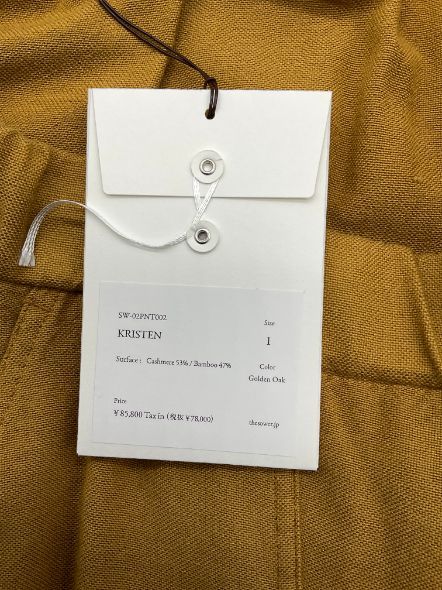 SW-02PNT002
KRISTEN
Size
1
Surface : Cashmere 53% / Bamboo 47%
Color
Golden Oak
Price
¥85,800 Tax in (税抜 ¥78,000)
thesower.jp